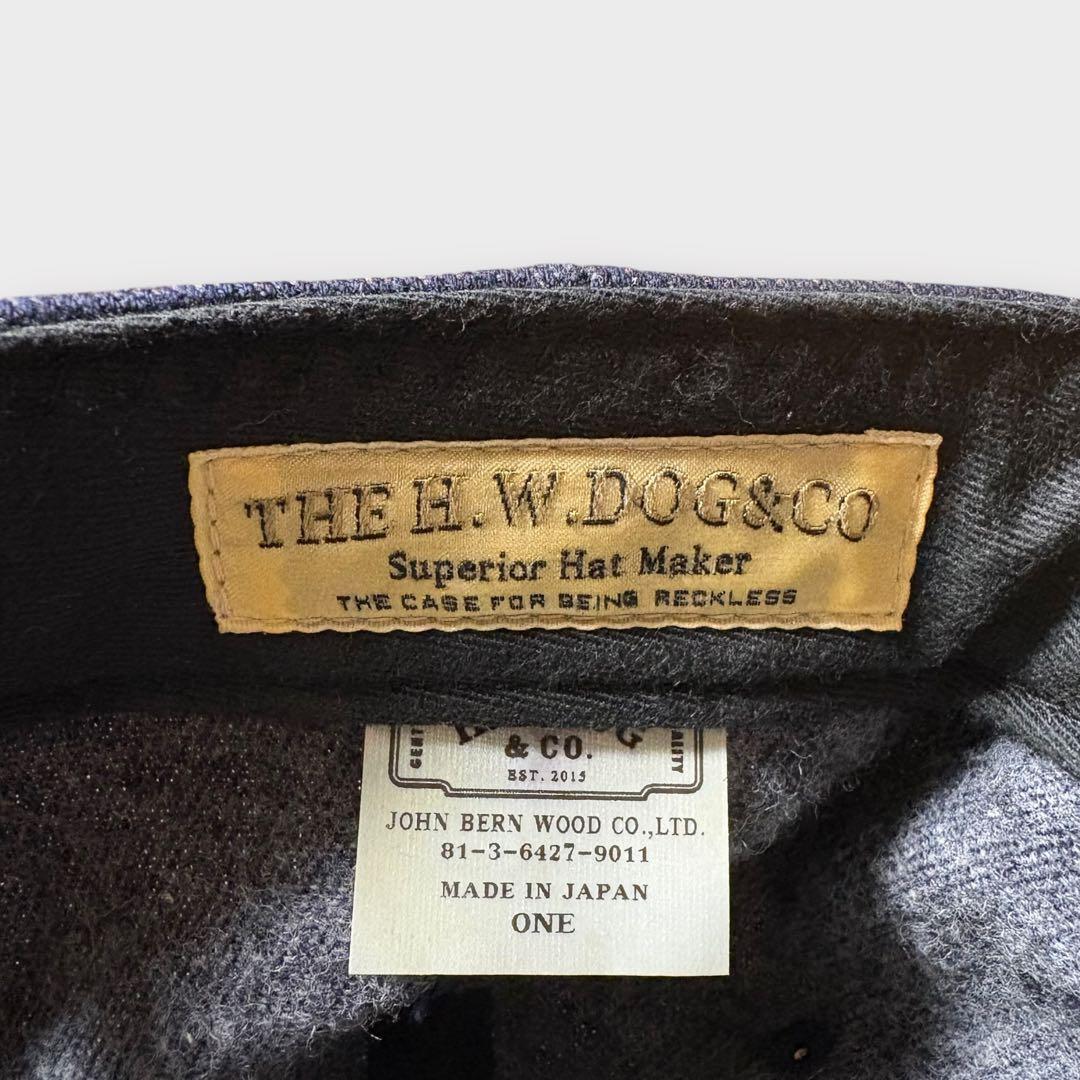 THE H.W.DOG&CO
Superior Hat Maker
THE CASE FOR BEING RECKLESS
& CO.
EST. 2015
JOHN BERN WOOD CO.,LTD.
81-3-6427-9011
MADE IN JAPAN
ONE